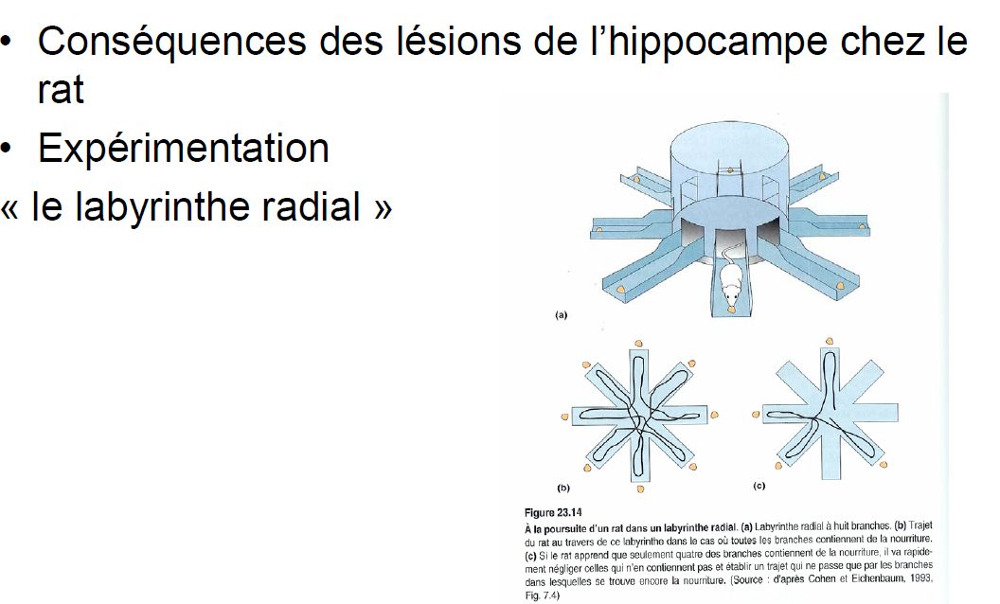 • Conséquences des lésions de l’hippocampe chez le
rat
• Expérimentation
« le labyrinthe radial »
(a)
(b)
(c)
Figure 23.14
À la poursuite d'un rat dans un labyrinthe radial. (a) Labyrinthe radial à huit branches. (b) Trajet
du rat au travers de ce labyrinthe dans le cas où toutes les branches contiennent de la nourriture.
(c) Si le rat apprend que seulement quatre des branches contiennent de la nourriture, il va rapide-
ment négliger celles qui n'en contiennent pas et établir un trajet qui ne passe que par les branches
dans lesquelles se trouve encore la nourriture. (Source : d'après Cohen et Eichenbaum, 1993,
Fig. 7.4)